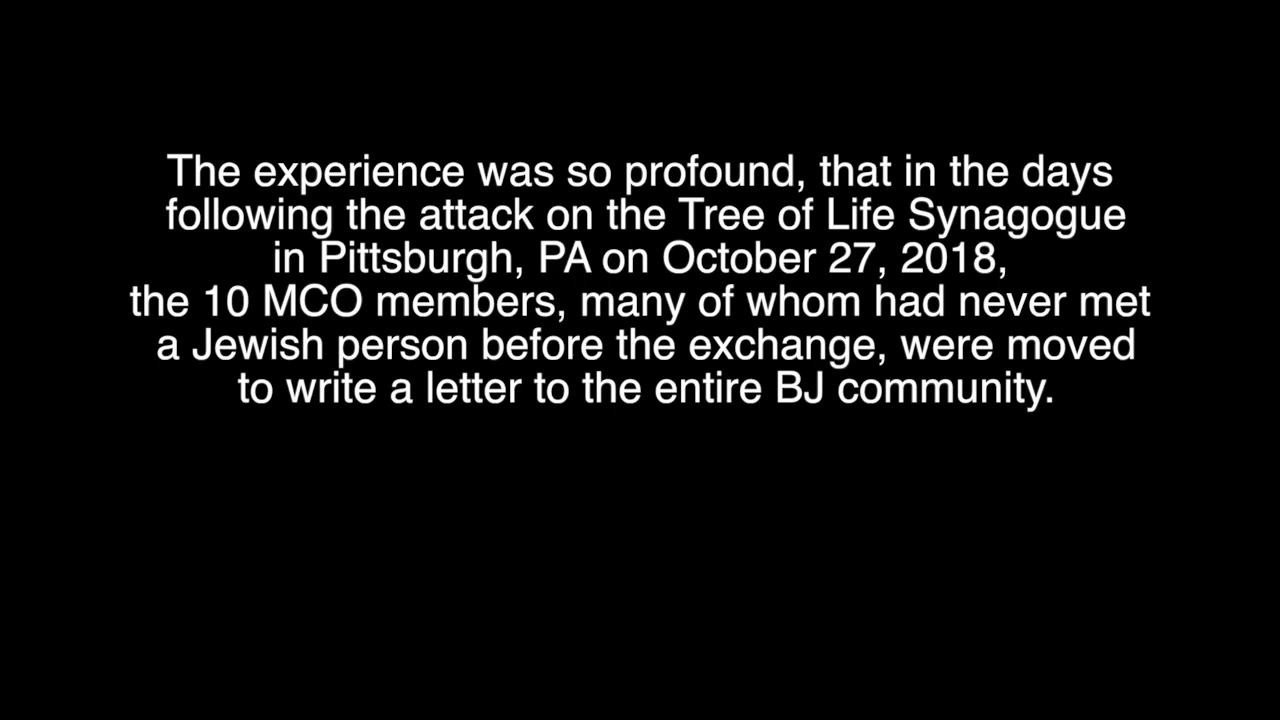 The experience was so profound, that in the days
following the attack on the Tree of Life Synagogue
in Pittsburgh, PA on October 27, 2018,
the 10 MCO members, many of whom had never met
a Jewish person before the exchange, were moved
to write a letter to the entire BJ community.